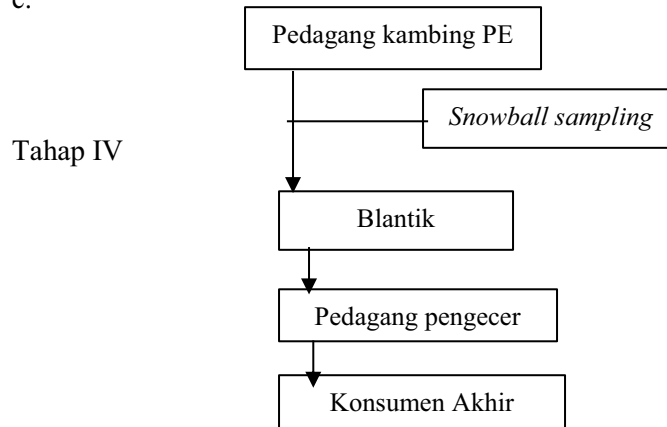 c.
Pedagang kambing PE
Snowball sampling
Tahap IV
Blantik
Pedagang pengecer
Konsumen Akhir